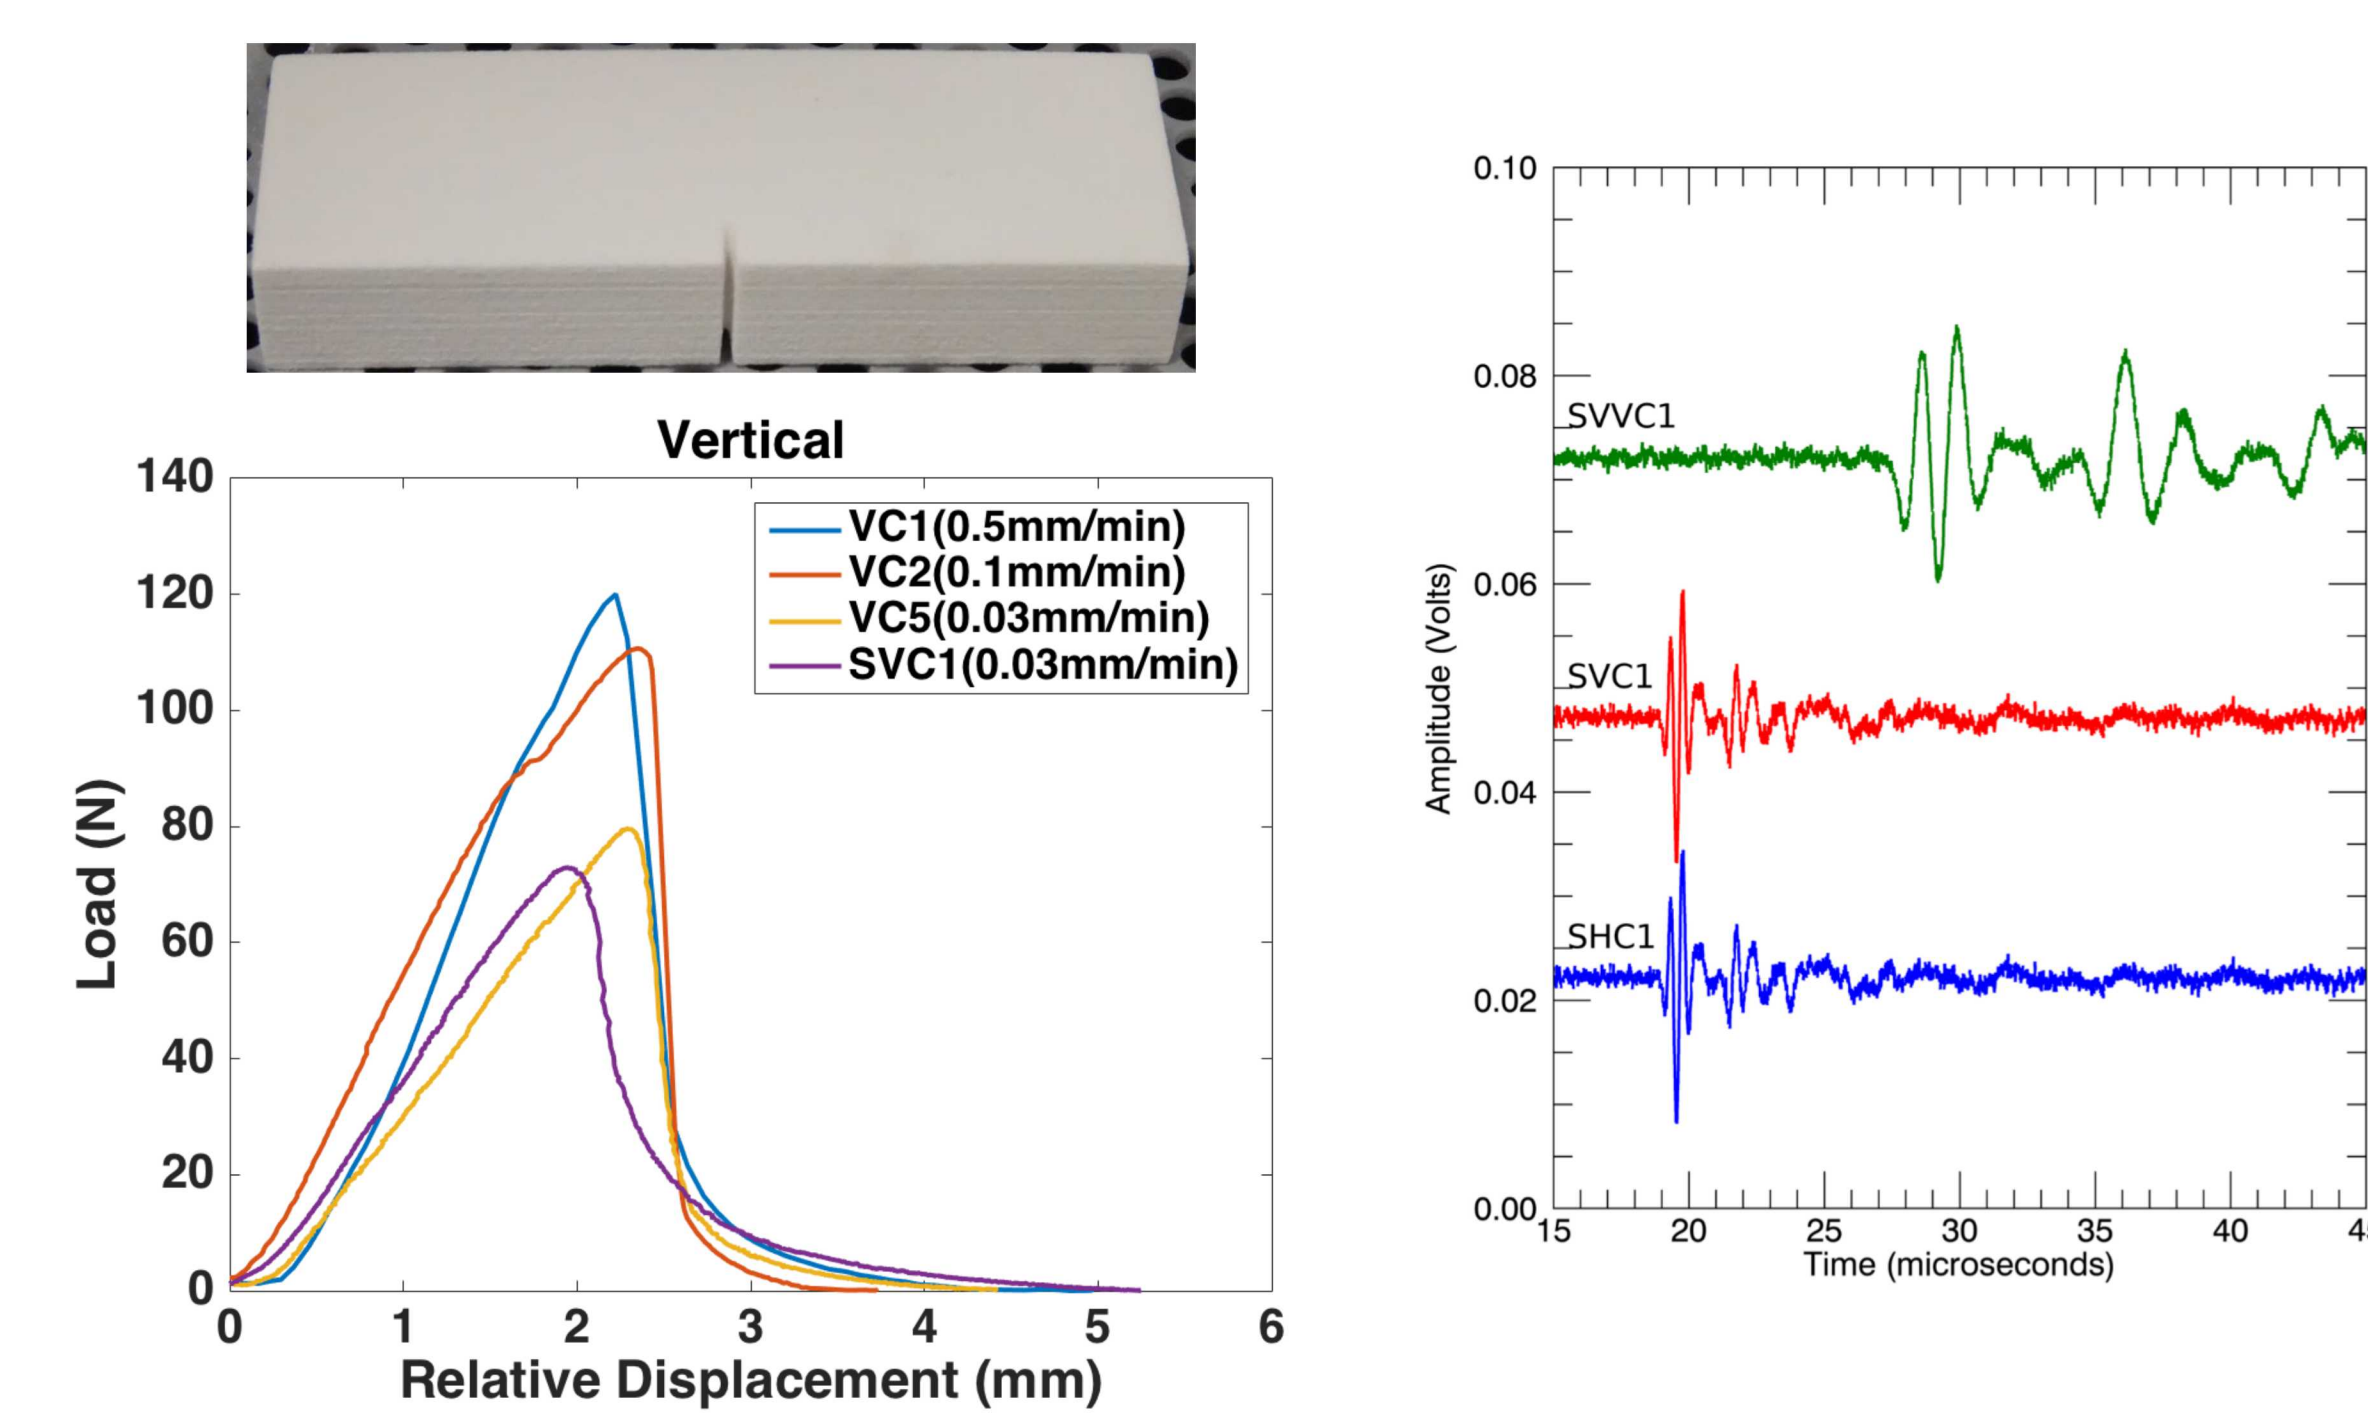 Vertical
140
120
100
80
60
40
20
0
0 1 2 3 4 5 6
Load (N)
Relative Displacement (mm)
VC1(0.5mm/min)
VC2(0.1mm/min)
VC5(0.03mm/min)
SVC1(0.03mm/min)
0.10
0.08
0.06
0.04
0.02
0.00
15 20 25 30 35 40
Amplitude (Volts)
Time (microseconds)
SVVC1
SVC1
SHC1